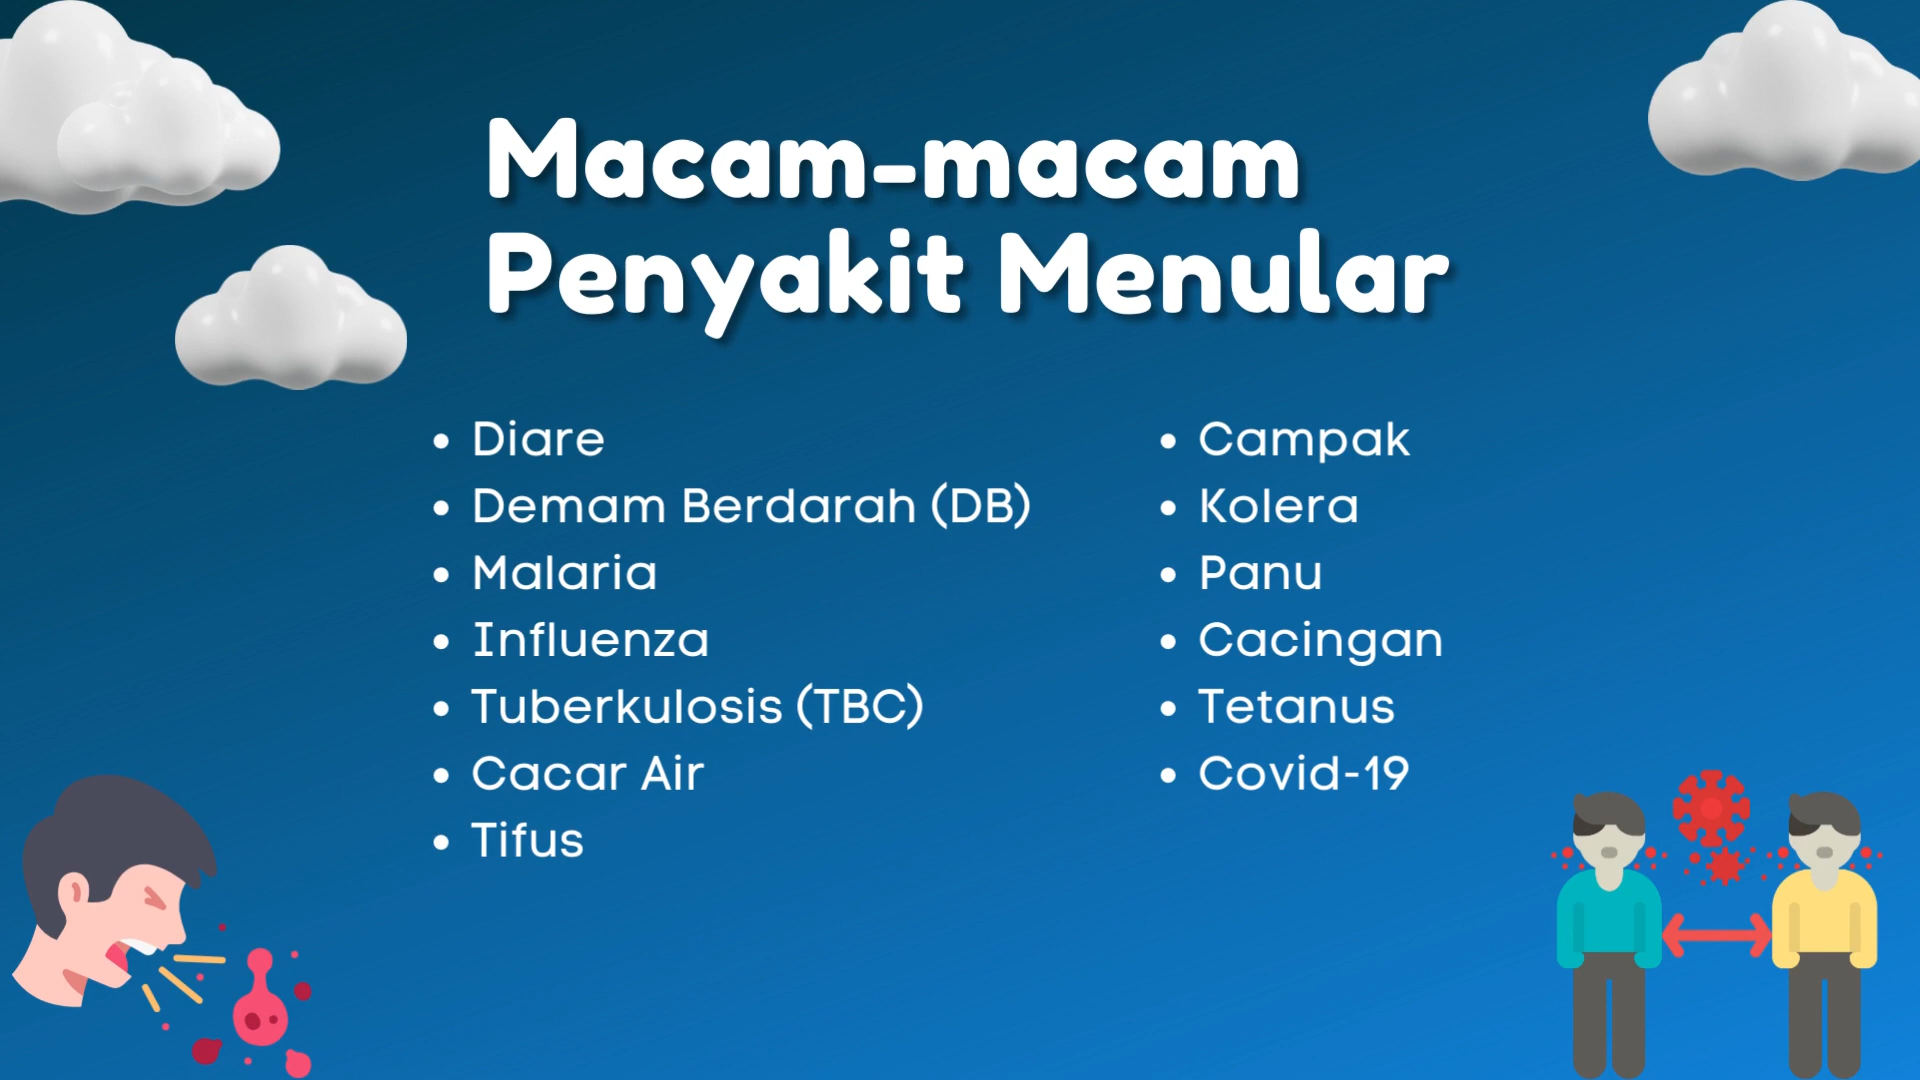 Macam-macam
Penyakit Menular
• Diare
• Demam Berdarah (DB)
• Malaria
• Influenza
• Tuberkulosis (TBC)
• Cacar Air
• Tifus
• Campak
• Kolera
• Panu
• Cacingan
• Tetanus
• Covid-19